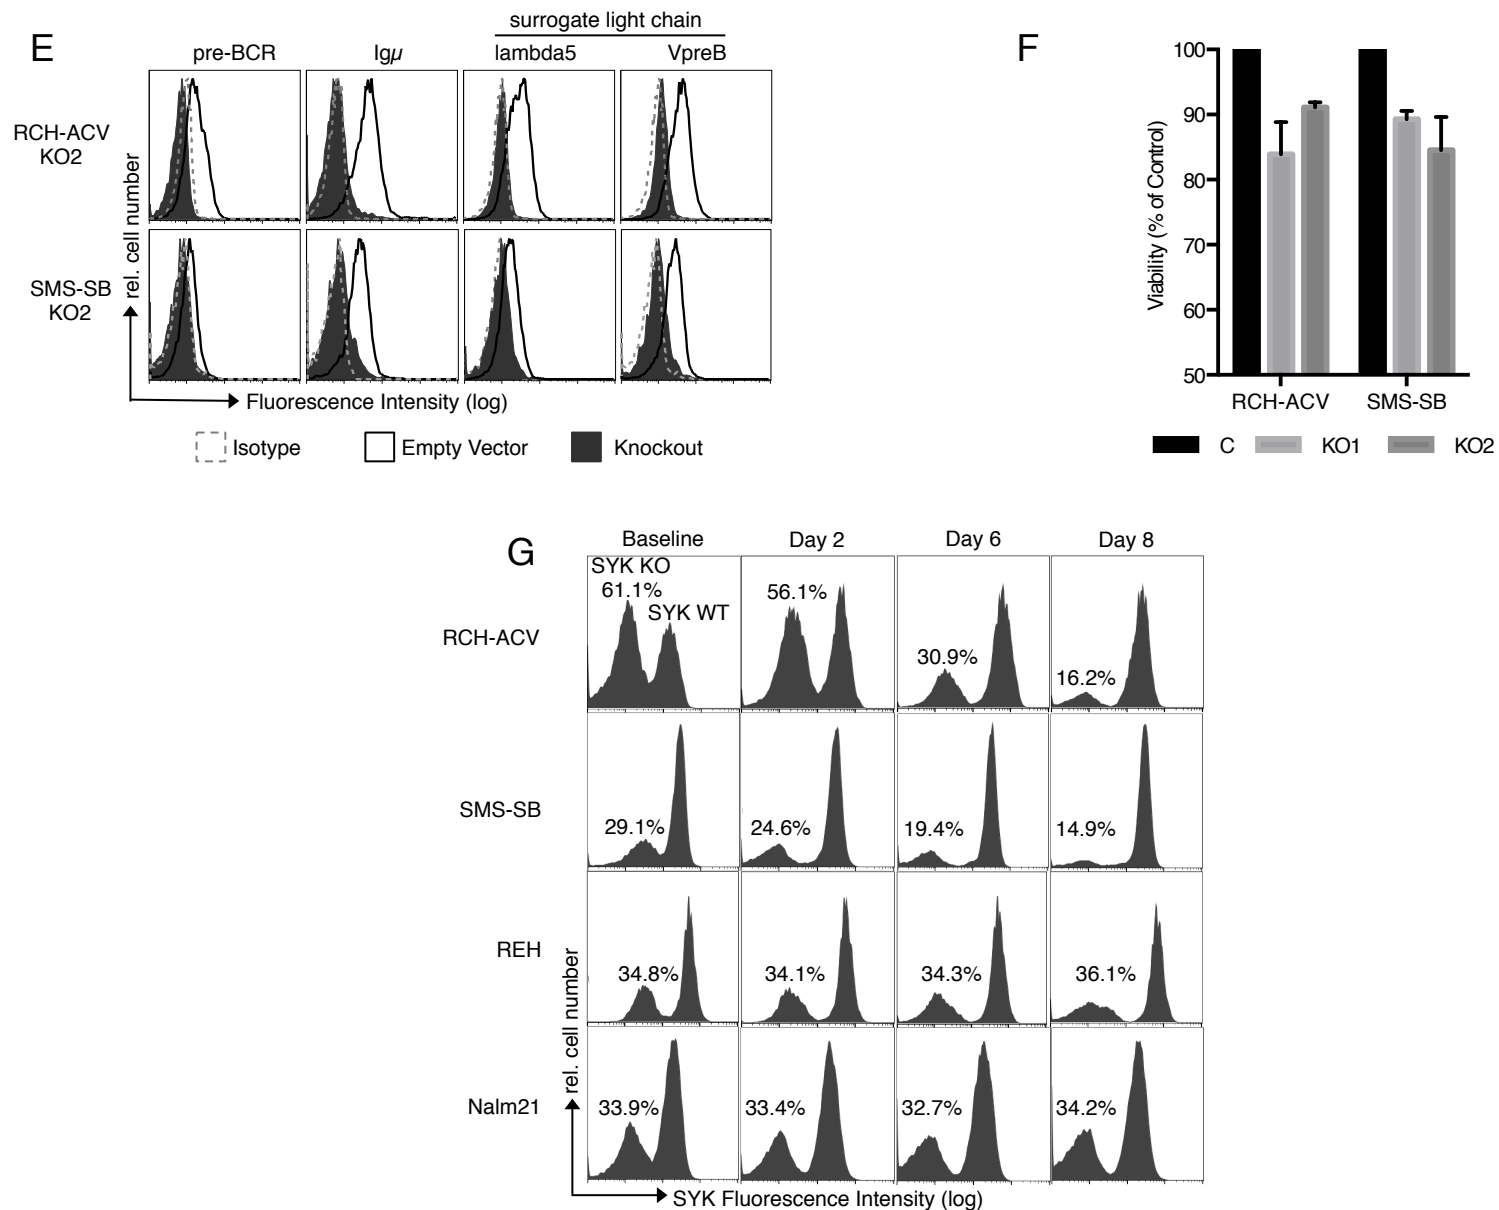 E
surrogate light chain
pre-BCR Igµ lambda5 VpreB
RCH-ACV
KO2
SMS-SB
KO2
rel. cell number
Fluorescence Intensity (log)
Isotype Empty Vector Knockout
F
Viability (% of Control)
100
90
80
70
60
50
RCH-ACV SMS-SB
C KO1 KO2
G
Baseline Day 2 Day 6 Day 8
RCH-ACV
SYK KO
61.1%
SYK WT
56.1%
30.9%
16.2%
SMS-SB
29.1% 24.6% 19.4% 14.9%
REH
34.8% 34.1% 34.3% 36.1%
Nalm21
33.9% 33.4% 32.7% 34.2%
rel. cell number
SYK Fluorescence Intensity (log)